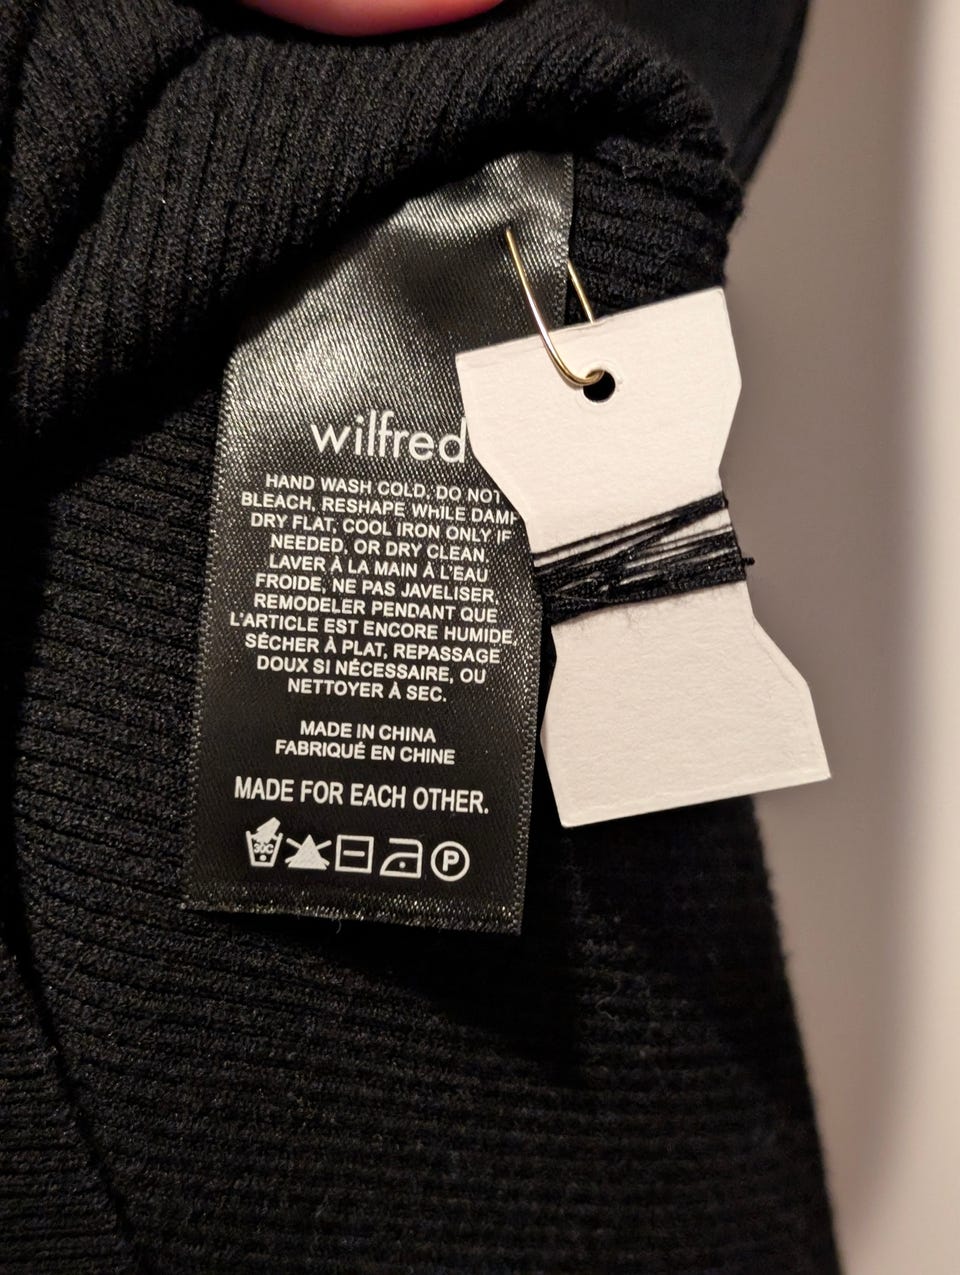 wilfred
HAND WASH COLD, DO NOT
BLEACH, RESHAPE WHILE DAMP
DRY FLAT, COOL IRON ONLY IF
NEEDED, OR DRY CLEAN
LAVER À LA MAIN À L'EAU
FROIDE, NE PAS JAVELISER,
REMODELER PENDANT QUE
L'ARTICLE EST ENCORE HUMIDE,
SÉCHER À PLAT, REPASSAGE
DOUX SI NÉCESSAIRE, OU
NETTOYER À SEC.
MADE IN CHINA
FABRIQUÉ EN CHINE
MADE FOR EACH OTHER.
30C P